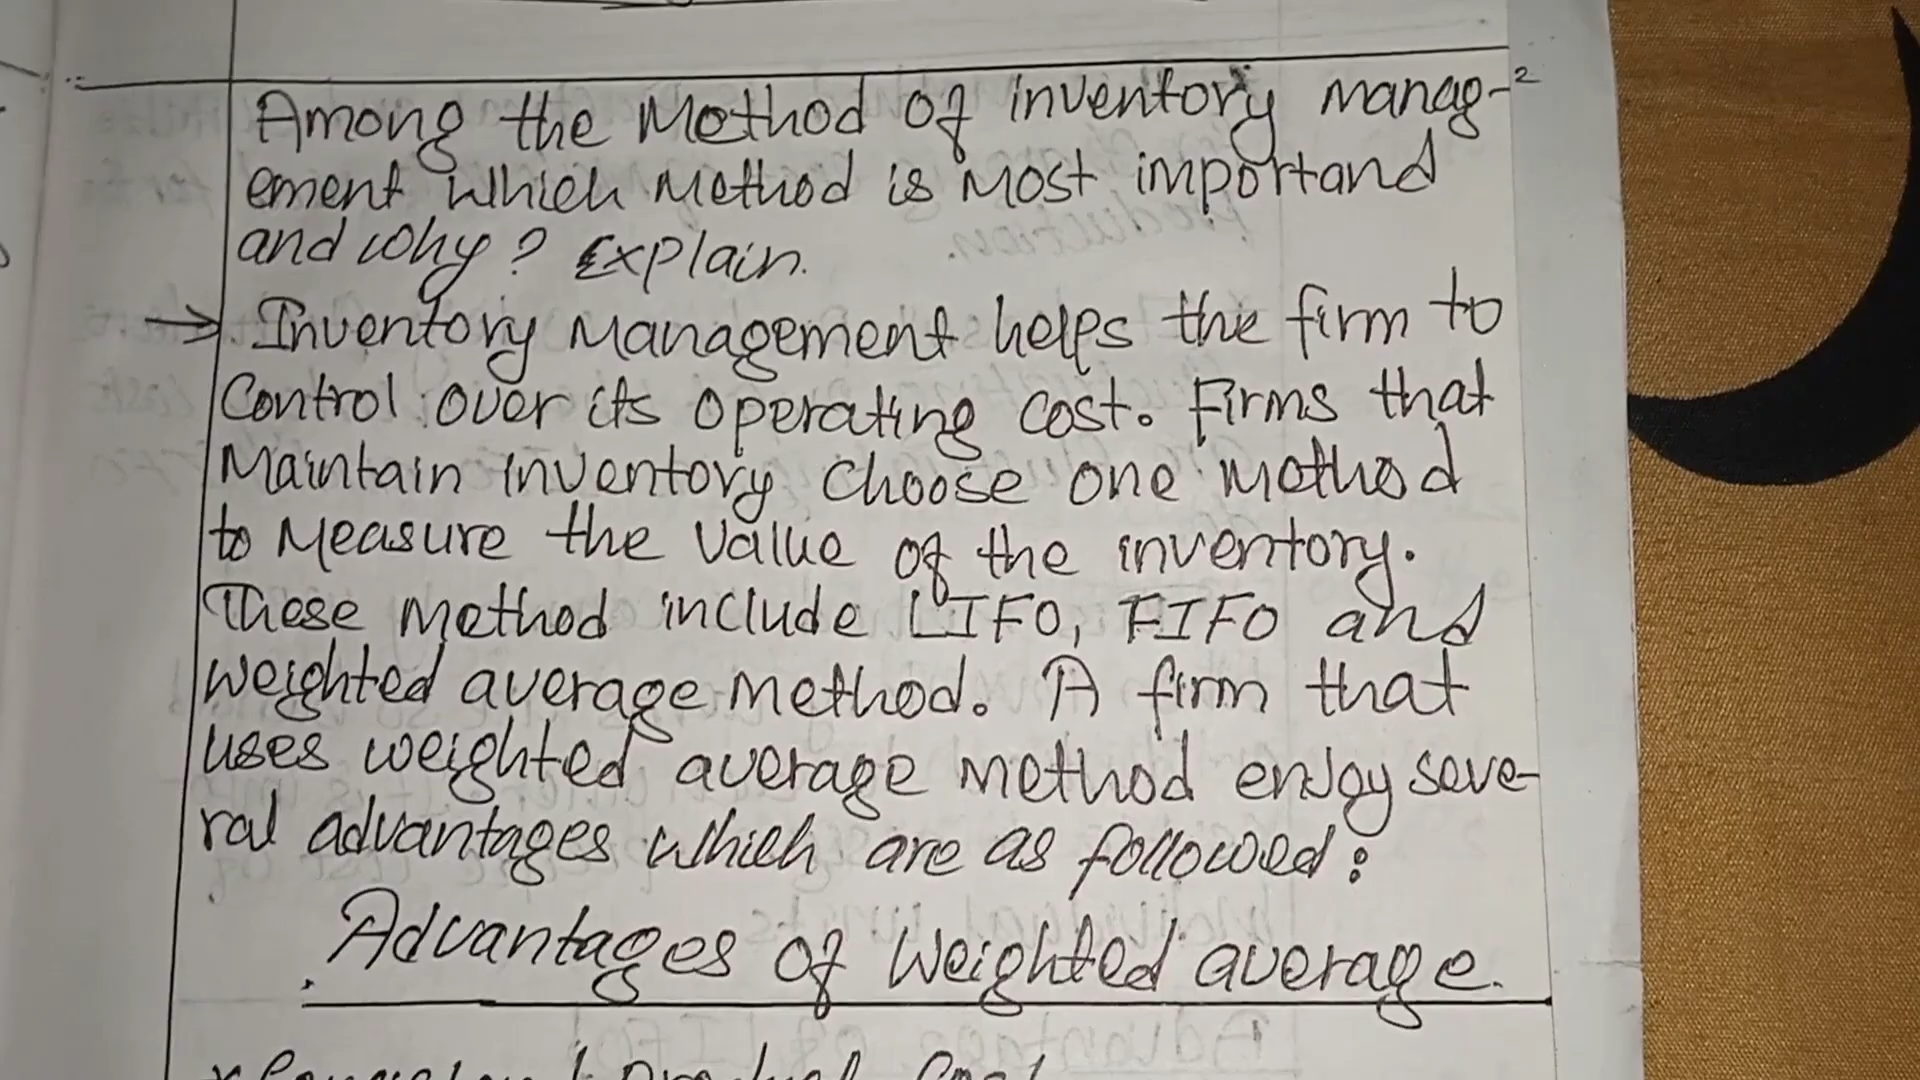 Among the Method of inventory manag-
ement which Method is Most importand
and why? Explain.
→ Inventory Management helps the firm to
Control over its operating cost. Firms that
Maintain inventory choose one method
to Measure the value of the inventory.
These method include LIFO, FIFO and
weighted average method. A firm that
uses weighted average method enjoy seve-
ral advantages which are as followed:
Advantages of Weighted average.